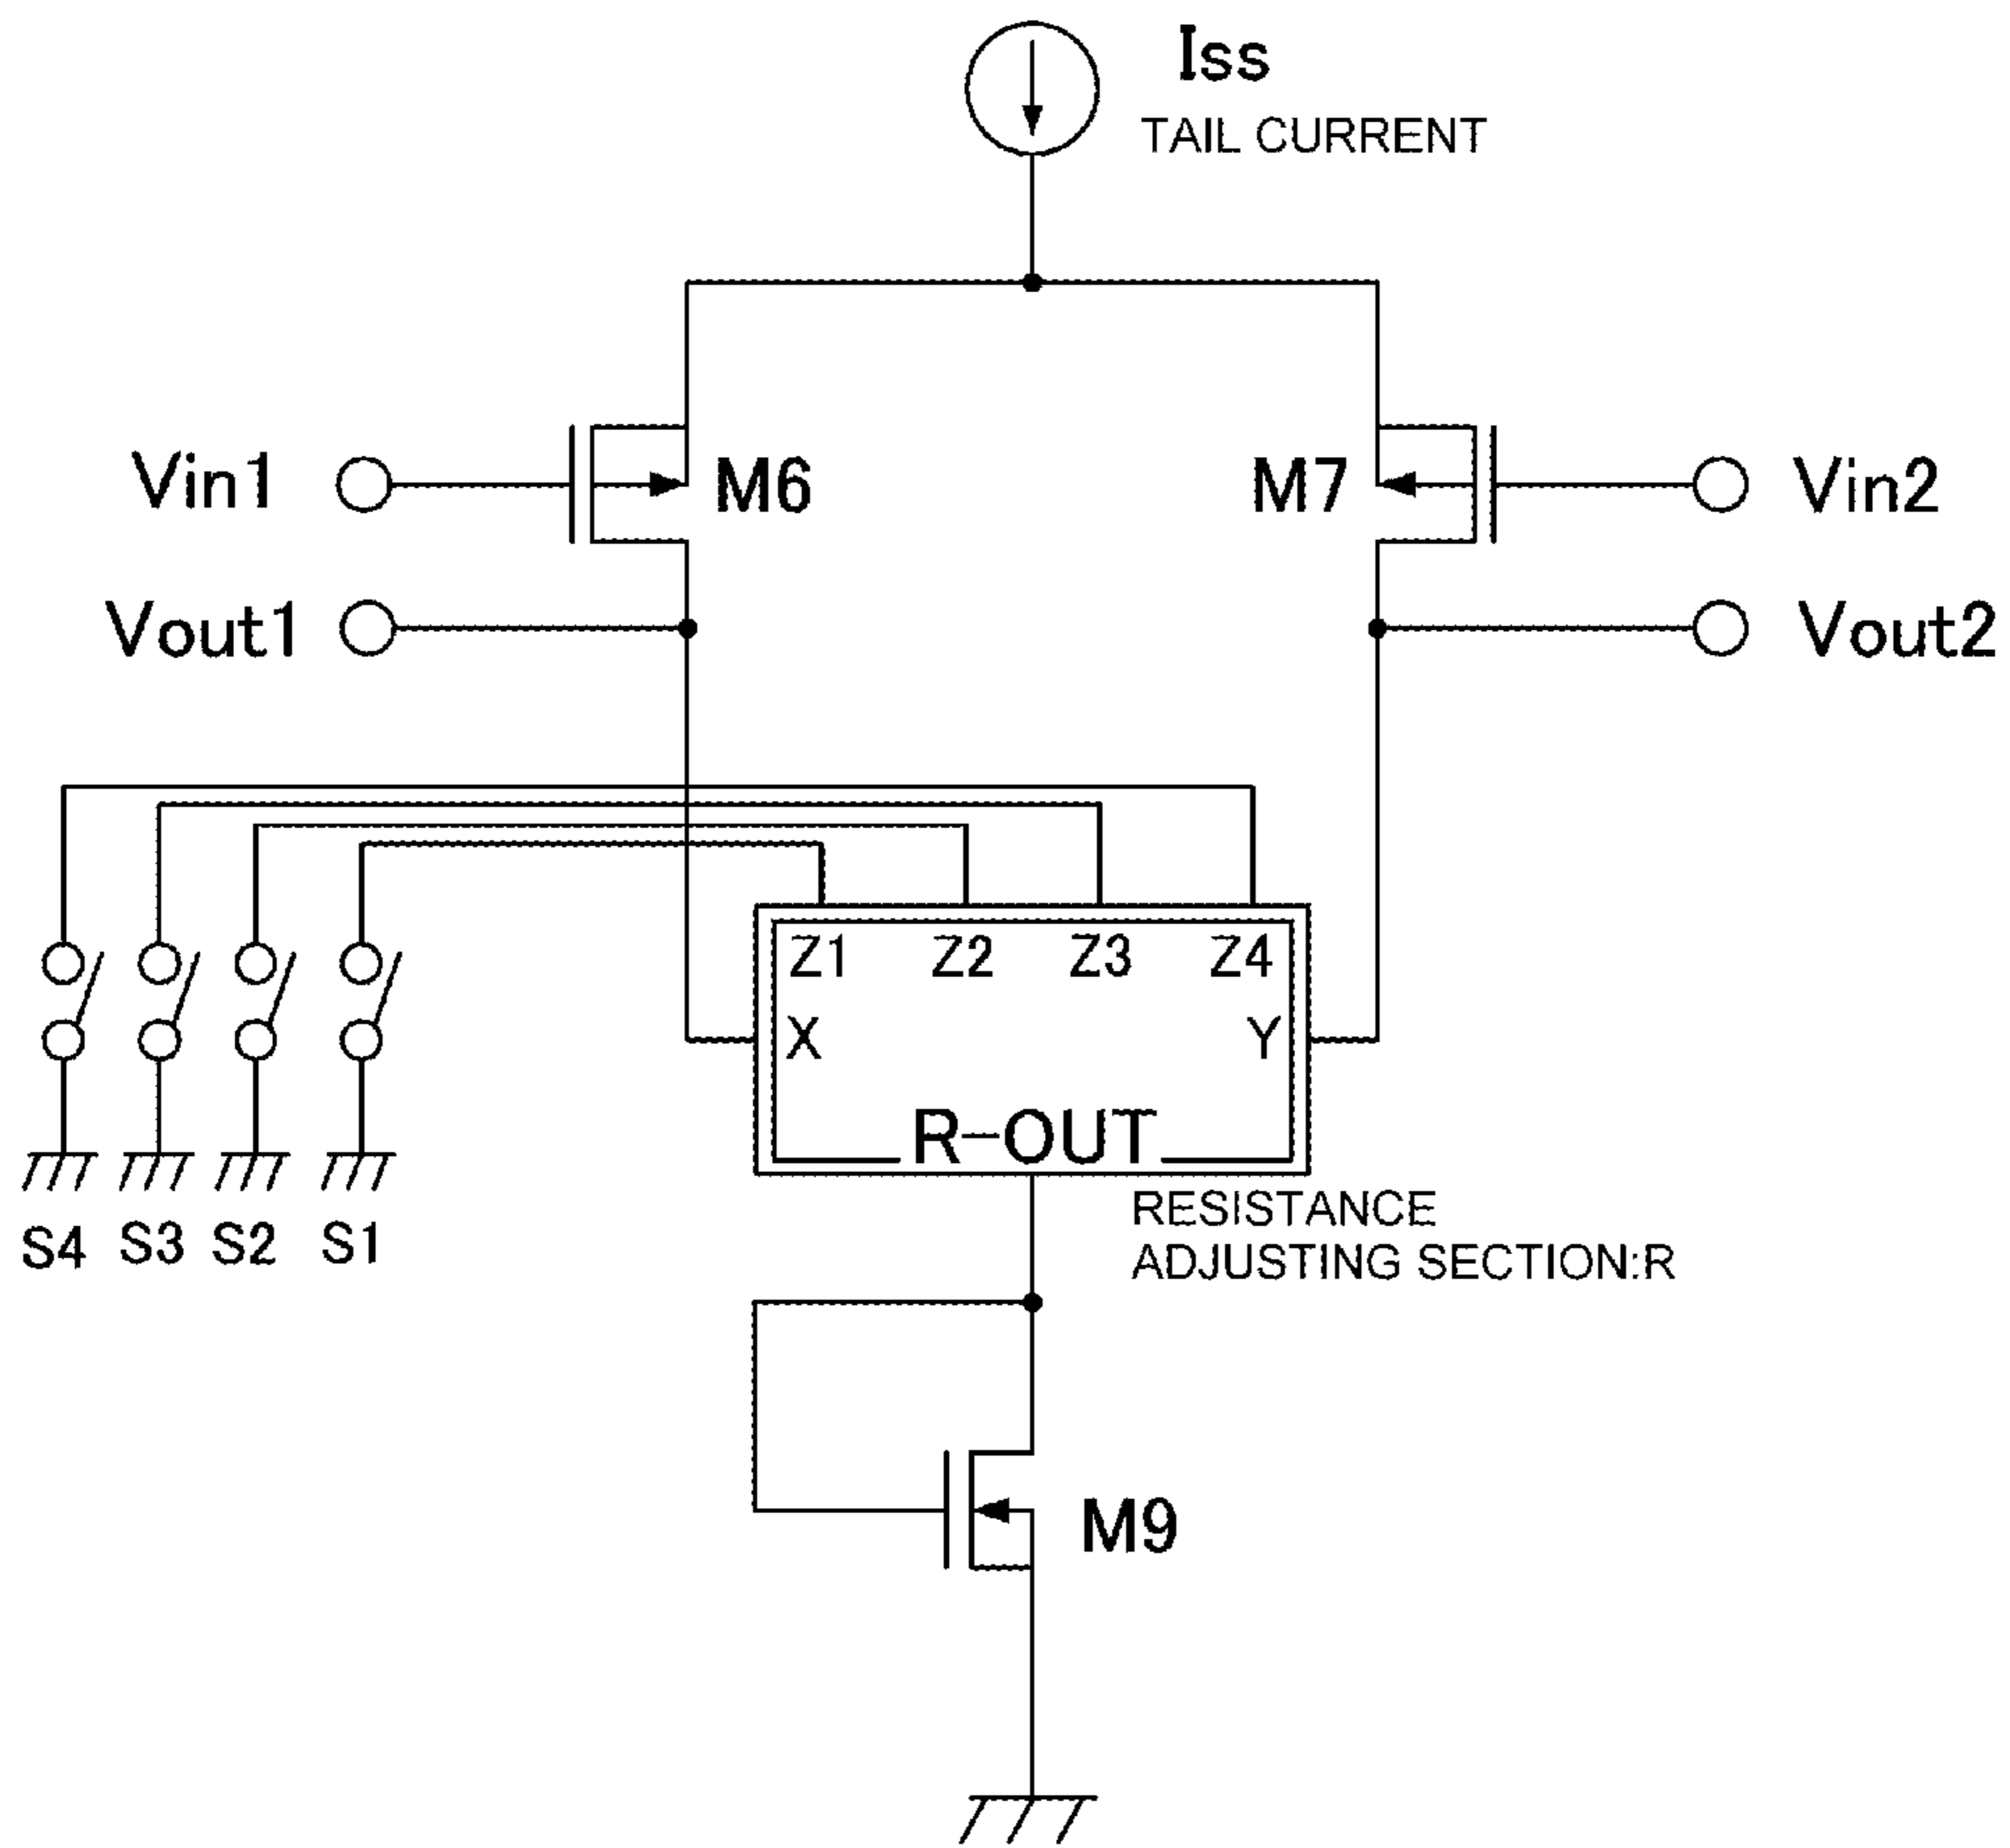 Iss
TAIL CURRENT
Vin1
M6
M7
Vin2
Vout1
Vout2
Z1 Z2 Z3 Z4
X Y
R-OUT
RESISTANCE
ADJUSTING SECTION:R
S4 S3 S2 S1
M9